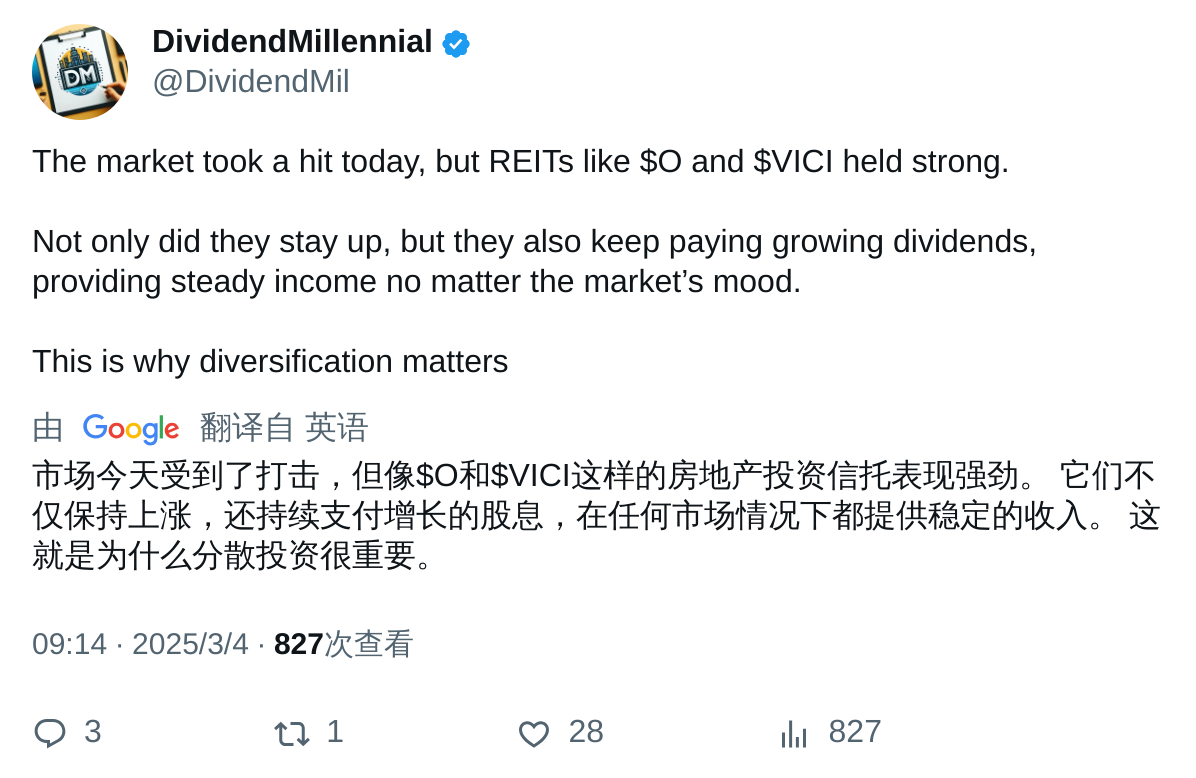 DM
DividendMillennial
@DividendMil
The market took a hit today, but REITs like $O and $VICI held strong.
Not only did they stay up, but they also keep paying growing dividends,
providing steady income no matter the market’s mood.
This is why diversification matters
由 Google 翻译自 英语
市场今天受到了打击，但像$O和$VICI这样的房地产投资信托表现强劲。 它们不
仅保持上涨，还持续支付增长的股息，在任何市场情况下都提供稳定的收入。 这
就是为什么分散投资很重要。
09:14 · 2025/3/4 · 827次查看
3 1 28 827